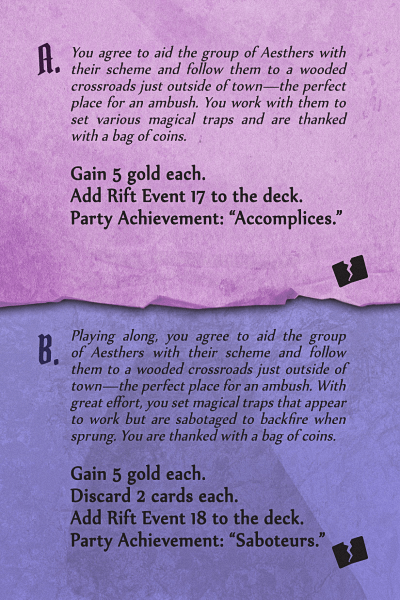 A.
You agree to aid the group of Aesthers with
their scheme and follow them to a wooded
crossroads just outside of town—the perfect
place for an ambush. You work with them to
set various magical traps and are thanked
with a bag of coins.
Gain 5 gold each.
Add Rift Event 17 to the deck.
Party Achievement: “Accomplices.”
B.
Playing along, you agree to aid the group
of Aesthers with their scheme and follow
them to a wooded crossroads just outside of
town—the perfect place for an ambush. With
great effort, you set magical traps that appear
to work but are sabotaged to backfire when
sprung. You are thanked with a bag of coins.
Gain 5 gold each.
Discard 2 cards each.
Add Rift Event 18 to the deck.
Party Achievement: “Saboteurs.”